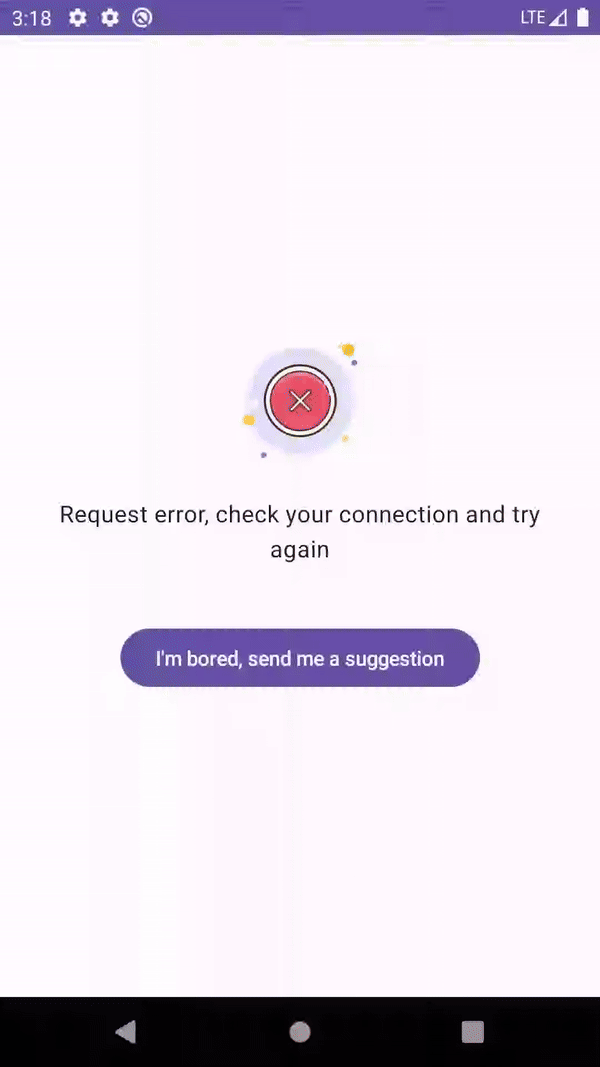 3:18 LTE
Request error, check your connection and try
again
I'm bored, send me a suggestion